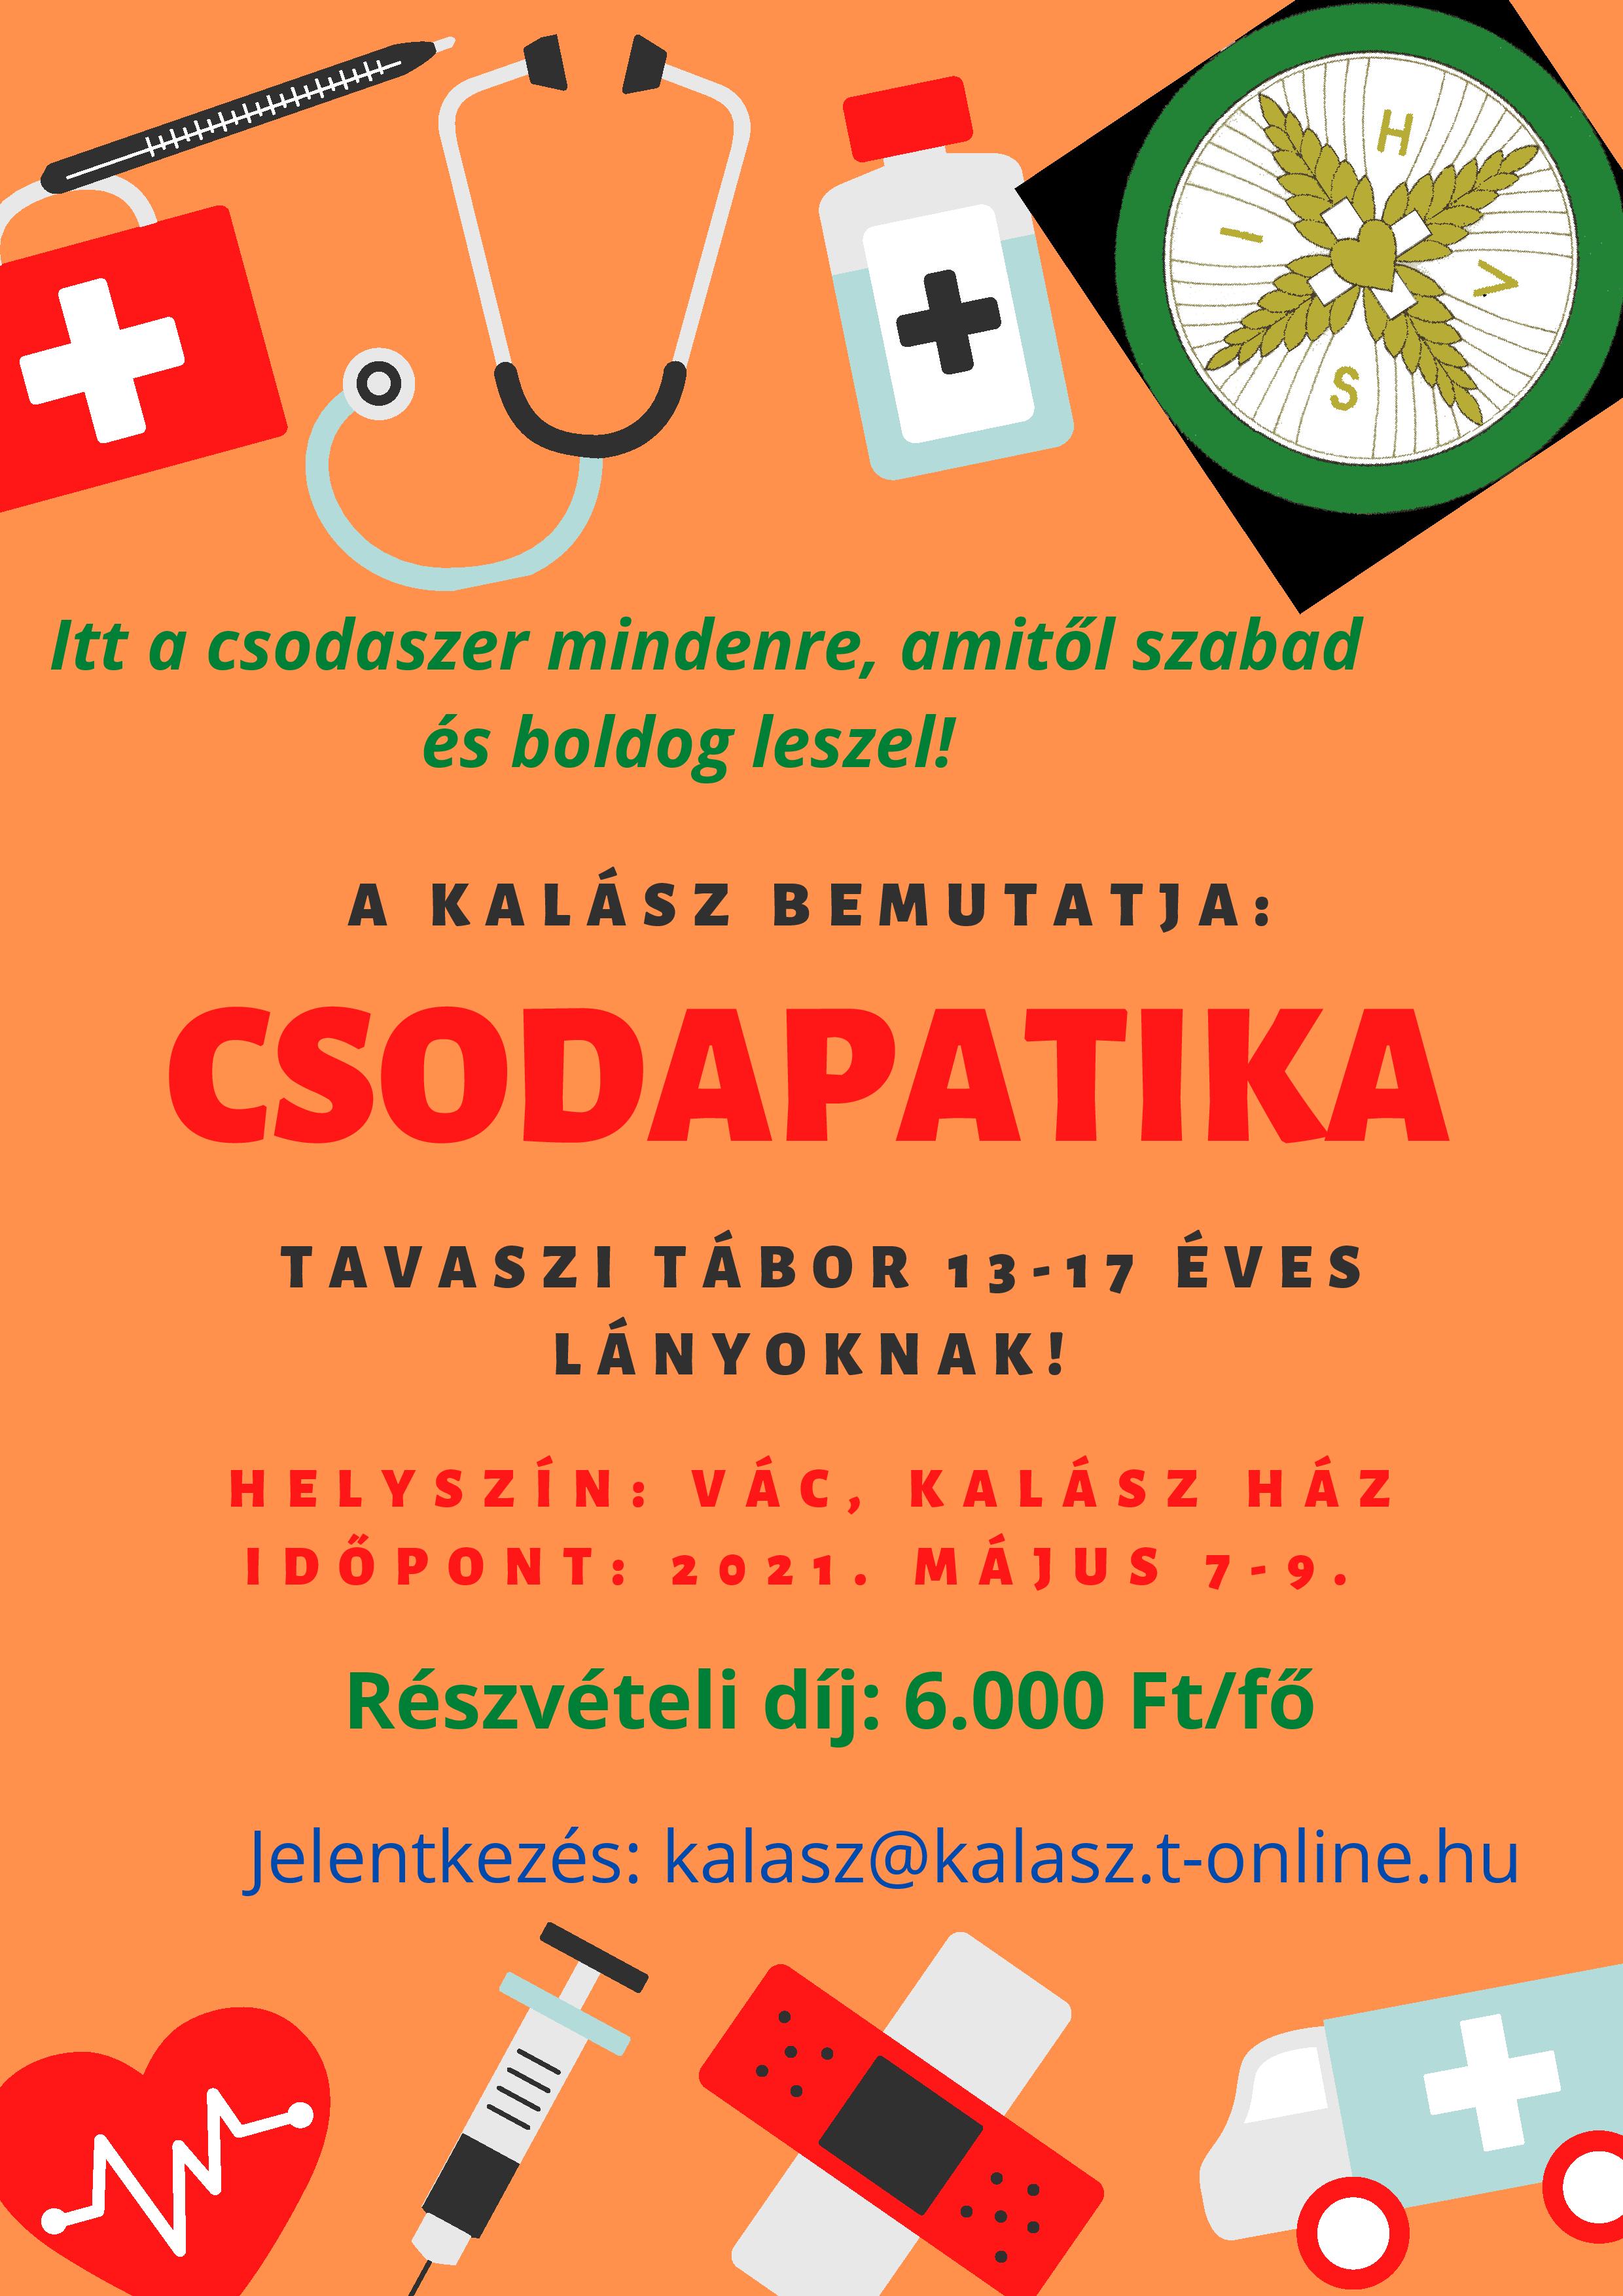 H
I
V
S
Itt a csodaszer mindenre, amitől szabad
és boldog leszel!
A KALÁSZ BEMUTATJA:
CSODAPATIKA
TAVASZI TÁBOR 13-17 ÉVES
LÁNYOKNAK!
HELYSZÍN: VÁC, KALÁSZ HÁZ
IDŐPONT: 2021. MÁJUS 7-9.
Részvételi díj: 6.000 Ft/fő
Jelentkezés: kalasz@kalasz.t-online.hu